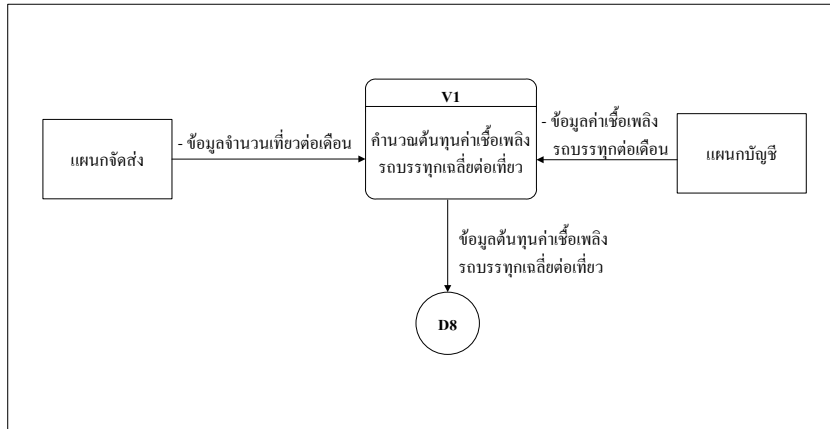 V1
คำนวณต้นทุนค่าเชื้อเพลิง
รถบรรทุกเฉลี่ยต่อเที่ยว
แผนกจัดส่ง
- ข้อมูลจำนวนเที่ยวต่อเดือน
- ข้อมูลค่าเชื้อเพลิง
รถบรรทุกต่อเดือน
แผนกบัญชี
ข้อมูลต้นทุนค่าเชื้อเพลิง
รถบรรทุกเฉลี่ยต่อเที่ยว
D8